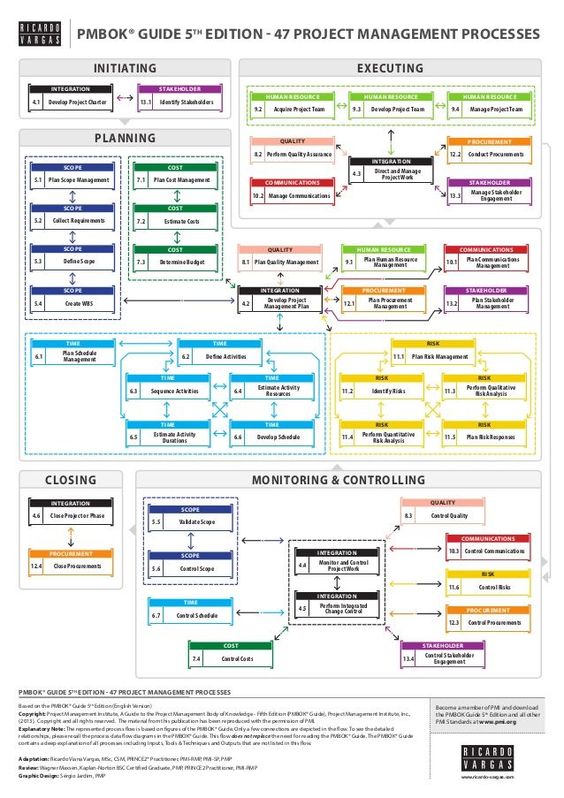 RICARDO
VARGAS
PMBOK® GUIDE 5TH EDITION - 47 PROJECT MANAGEMENT PROCESSES
INITIATING
INTEGRATION
4.1 Develop Project Charter
STAKEHOLDER
13.1 Identify Stakeholders
EXECUTING
HUMAN RESOURCE
9.2 Acquire Project Team
HUMAN RESOURCE
9.3 Develop Project Team
HUMAN RESOURCE
9.4 Manage Project Team
QUALITY
8.2 Perform Quality Assurance
COMMUNICATIONS
10.2 Manage Communications
INTEGRATION
4.3 Direct and Manage
Project Work
PROCUREMENT
12.2 Conduct Procurements
STAKEHOLDER
13.3 Manage Stakeholder
Engagement
PLANNING
SCOPE
5.1 Plan Scope Management
SCOPE
5.2 Collect Requirements
SCOPE
5.3 Define Scope
SCOPE
5.4 Create WBS
COST
7.1 Plan Cost Management
COST
7.2 Estimate Costs
COST
7.3 Determine Budget
QUALITY
8.1 Plan Quality Management
INTEGRATION
4.2 Develop Project
Management Plan
HUMAN RESOURCE
9.1 Plan Human Resource
Management
PROCUREMENT
12.1 Plan Procurement
Management
COMMUNICATIONS
10.1 Plan Communications
Management
STAKEHOLDER
13.2 Plan Stakeholder
Management
TIME
6.1 Plan Schedule
Management
TIME
6.2 Define Activities
TIME
6.3 Sequence Activities
TIME
6.4 Estimate Activity
Resources
TIME
6.5 Estimate Activity
Durations
TIME
6.6 Develop Schedule
RISK
11.1 Plan Risk Management
RISK
11.2 Identify Risks
RISK
11.3 Perform Qualitative
Risk Analysis
RISK
11.4 Perform Quantitative
Risk Analysis
RISK
11.5 Plan Risk Responses
CLOSING
INTEGRATION
4.6 Close Project or Phase
PROCUREMENT
12.4 Close Procurements
MONITORING & CONTROLLING
SCOPE
5.5 Validate Scope
SCOPE
5.6 Control Scope
TIME
6.7 Control Schedule
COST
7.4 Control Costs
INTEGRATION
4.4 Monitor and Control
Project Work
INTEGRATION
4.5 Perform Integrated
Change Control
QUALITY
8.3 Control Quality
COMMUNICATIONS
10.3 Control Communications
RISK
11.6 Control Risks
PROCUREMENT
12.3 Control Procurements
STAKEHOLDER
13.4 Control Stakeholder
Engagement
PMBOK® GUIDE 5TH EDITION - 47 PROJECT MANAGEMENT PROCESSES
Based on the PMBOK® Guide 5th Edition (English Version)
Copyright: Project Management Institute, A Guide to the Project Management Body of Knowledge - Fifth Edition (PMBOK® Guide), Project Management Institute, Inc.,
(2013). Copyright and all rights reserved. The material from this publication has been reproduced with the permission of PMI.
Explanatory Note: The represented process flow is based on figures of the PMBOK® Guide. Only a few connections are depicted in the flow. To see the detailed
relationships, please read the process data flow diagrams in the PMBOK® Guide. This flow does not replace the need for reading the PMBOK® Guide. The PMBOK® Guide
contains a deep explanation of all processes including Inputs, Tools & Techniques and Outputs that are not listed in this flow.
Adaptation: Ricardo Viana Vargas, MSc, CSM, PRINCE2® Practitioner, PMI-RMP, PMI-SP, PMP
Review: Wagner Maxsen, Kaplan-Norton BSC Certified Graduate, PMP, PRINCE2 Practitioner, PMI-RMP
Graphic Design: Sérgio Jardim, PMP
Become a member of PMI and download
the PMBOK Guide 5th Edition and all other
PMI Standards at www.pmi.org
RICARDO
VARGAS
www.ricardo-vargas.com